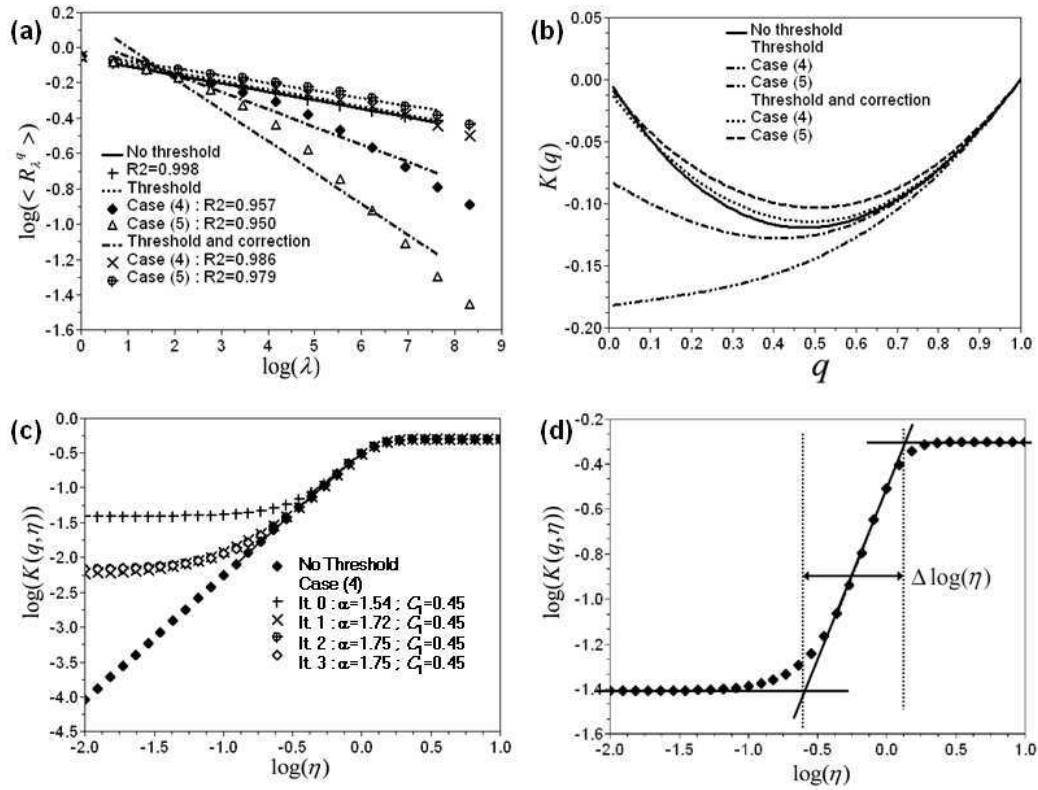 (a)
0.0
-0.2
-0.4
-0.6
-0.8
-1.0
-1.2
-1.4
-1.6
log(< R_λ^q >)
No threshold
R2=0.998
Threshold
Case (4) : R2=0.957
Case (5) : R2=0.950
Threshold and correction
Case (4) : R2=0.986
Case (5) : R2=0.979
0 1 2 3 4 5 6 7 8 9
log(λ)
(b)
No threshold
Threshold
Case (4)
Case (5)
Threshold and correction
Case (4)
Case (5)
0.00
-0.05
-0.10
-0.15
-0.20
K(q)
0.0 0.1 0.2 0.3 0.4 0.5 0.6 0.7 0.8 0.9 1.0
q
(c)
0.0
-0.5
-1.0
-1.5
-2.0
-2.5
-3.0
-3.5
-4.0
-4.5
log(K(q,η))
No Threshold
Case (4)
It. 0 : α=1.54 ; C₁=0.45
It. 1 : α=1.72 ; C₁=0.45
It. 2 : α=1.75 ; C₁=0.45
It. 3 : α=1.75 ; C₁=0.45
-2.0 -1.5 -1.0 -0.5 0.0 0.5 1.0
log(η)
(d)
-0.2
-0.4
-0.6
-0.8
-1.0
-1.2
-1.4
-1.6
log(K(q,η))
Δ log(η)
-2.0 -1.5 -1.0 -0.5 0.0 0.5 1.0
log(η)